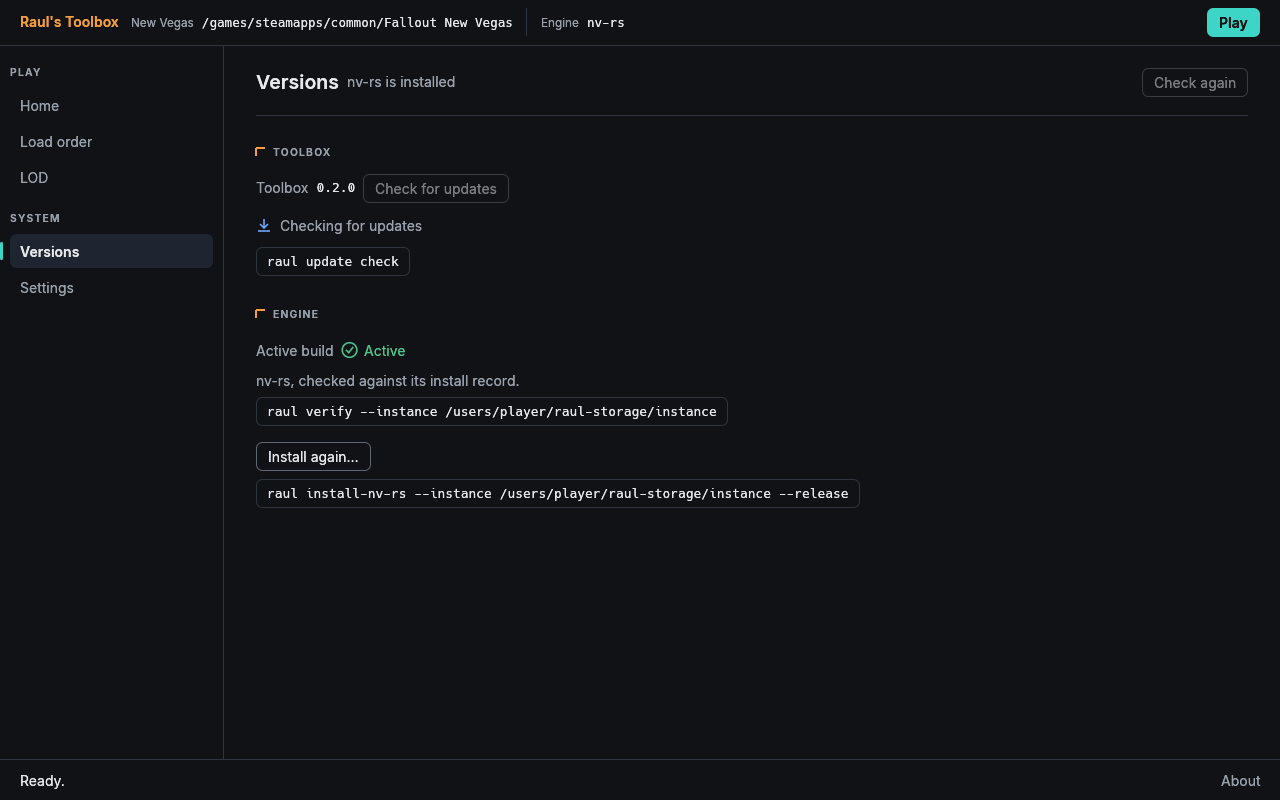 Raul's Toolbox New Vegas /games/steamapps/common/Fallout New Vegas Engine nv-rs Play
PLAY
Home
Load order
LOD
SYSTEM
Versions
Settings
Versions nv-rs is installed Check again
TOOLBOX
Toolbox 0.2.0 Check for updates
Checking for updates
raul update check
ENGINE
Active build Active
nv-rs, checked against its install record.
raul verify --instance /users/player/raul-storage/instance
Install again...
raul install-nv-rs --instance /users/player/raul-storage/instance --release
Ready. About